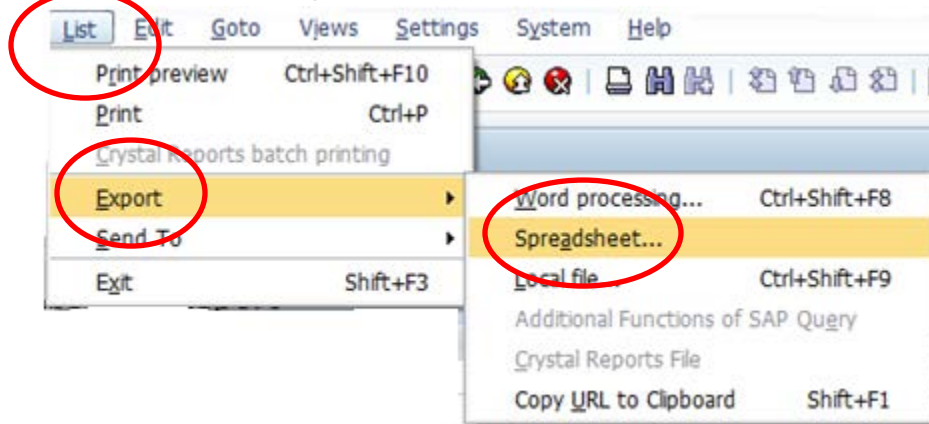 List Edit Goto Views Settings System Help
Print preview Ctrl+Shift+F10
Print Ctrl+P
Crystal Reports batch printing
Export
Send To
Exit Shift+F3
Word processing... Ctrl+Shift+F8
Spreadsheet...
Local file... Ctrl+Shift+F9
Additional Functions of SAP Query
Crystal Reports File
Copy URL to Clipboard Shift+F1